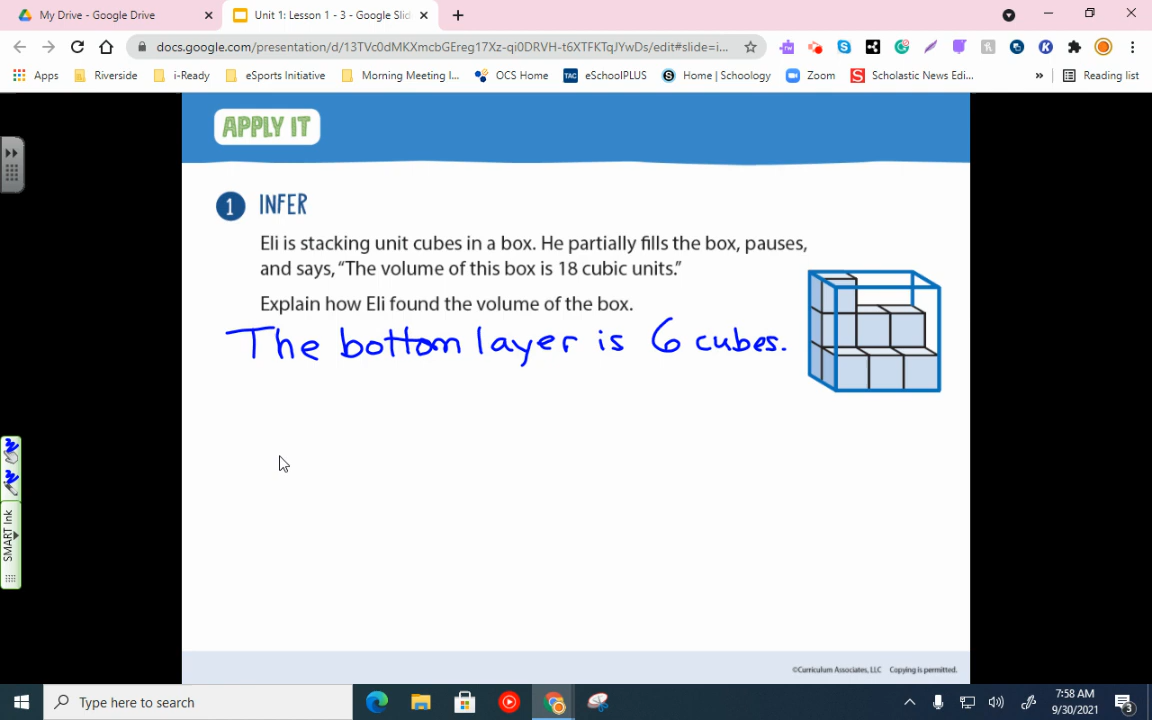 My Drive - Google Drive
Unit 1: Lesson 1 - 3 - Google Slid
docs.google.com/presentation/d/13TVc0dMKXmcbGEreg17Xz-qi0DRVH-t6XTFKTqJYwDs/edit#slide=i...
Apps Riverside i-Ready eSports Initiative Morning Meeting I... OCS Home TAC eSchoolPLUS S Home | Schoology Zoom S Scholastic News Edi... » Reading list
APPLY IT
1 INFER
Eli is stacking unit cubes in a box. He partially fills the box, pauses,
and says, “The volume of this box is 18 cubic units.”
Explain how Eli found the volume of the box.
The bottom layer is 6 cubes.
SMART Ink
©Curriculum Associates, LLC Copying is permitted.
Type here to search
7:58 AM
9/30/2021
3